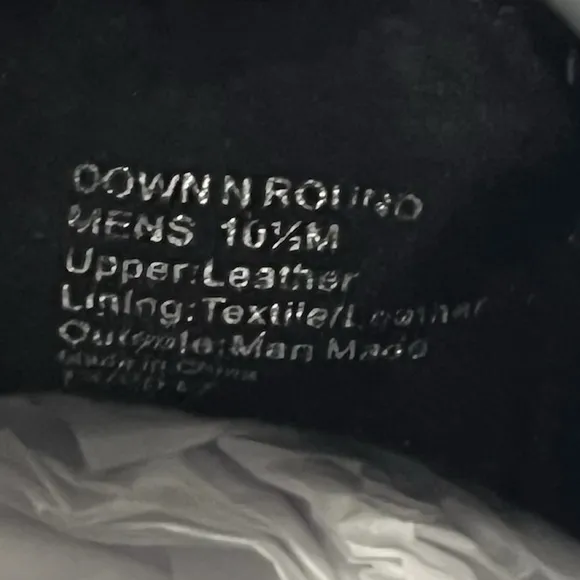 DOWN N ROUND
MENS 10½M
Upper:Leather
Lining:Textile/Leather
Outsole:Man Made
Made in China